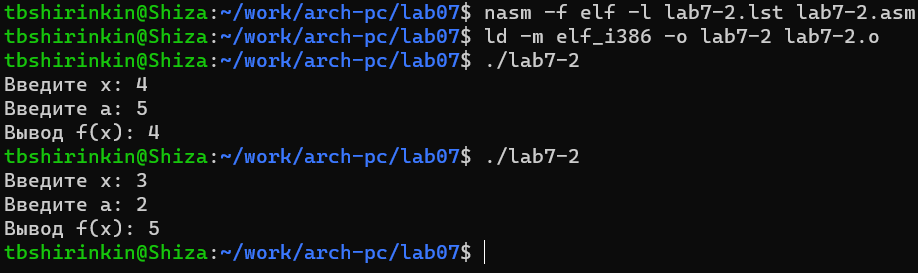 tbshirinkin@Shiza:~/work/arch-pc/lab07$ nasm -f elf -l lab7-2.lst lab7-2.asm
tbshirinkin@Shiza:~/work/arch-pc/lab07$ ld -m elf_i386 -o lab7-2 lab7-2.o
tbshirinkin@Shiza:~/work/arch-pc/lab07$ ./lab7-2
Введите x: 4
Введите a: 5
Вывод f(x): 4
tbshirinkin@Shiza:~/work/arch-pc/lab07$ ./lab7-2
Введите x: 3
Введите a: 2
Вывод f(x): 5
tbshirinkin@Shiza:~/work/arch-pc/lab07$